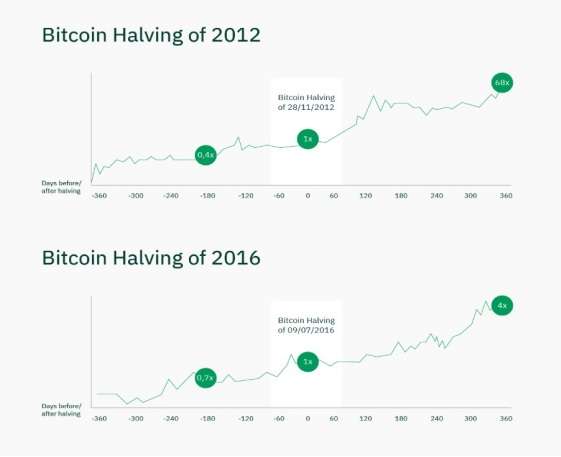 Bitcoin Halving of 2012
68x
Bitcoin Halving
of 28/11/2012
1x
0,4x
Days before/
after halving
-360 -300 -240 -180 -120 -60 0 60 120 180 240 300 360
Bitcoin Halving of 2016
4x
Bitcoin Halving
of 09/07/2016
1x
0,7x
Days before/
after halving
-360 -300 -240 -180 -120 -60 0 60 120 180 240 300 360